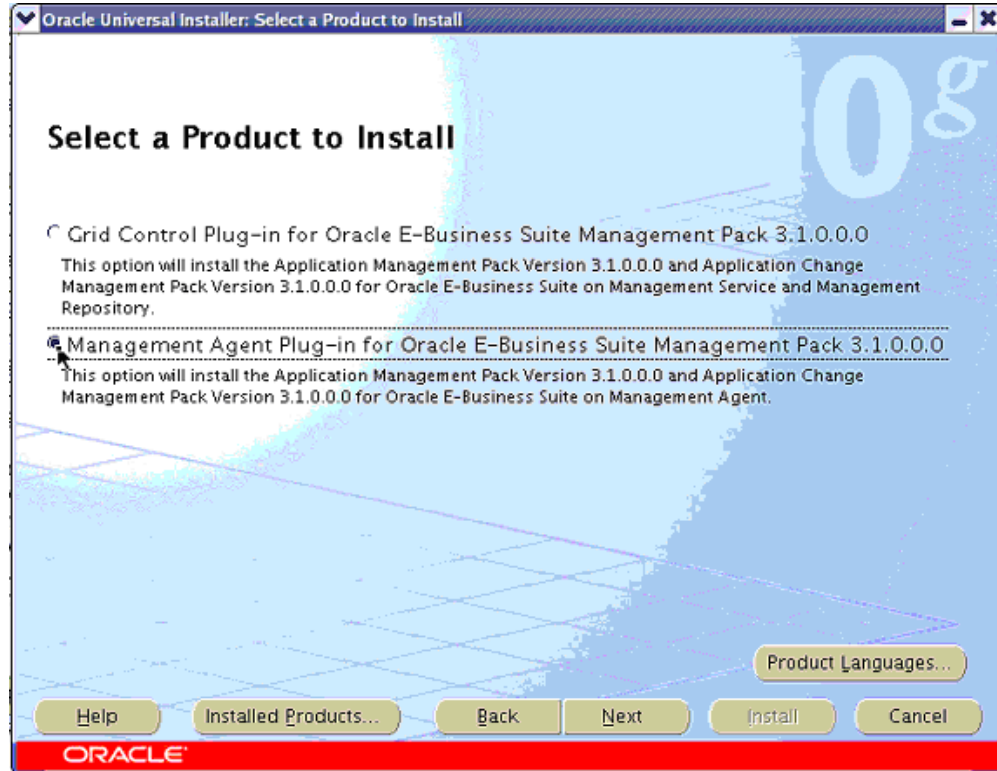 Oracle Universal Installer: Select a Product to Install
0g
Select a Product to Install
Grid Control Plug-in for Oracle E-Business Suite Management Pack 3.1.0.0.0
This option will install the Application Management Pack Version 3.1.0.0.0 and Application Change
Management Pack Version 3.1.0.0.0 for Oracle E-Business Suite on Management Service and Management
Repository.
Management Agent Plug-in for Oracle E-Business Suite Management Pack 3.1.0.0.0
This option will install the Application Management Pack Version 3.1.0.0.0 and Application Change
Management Pack Version 3.1.0.0.0 for Oracle E-Business Suite on Management Agent.
Product Languages...
Help Installed Products... Back Next Install Cancel
ORACLE